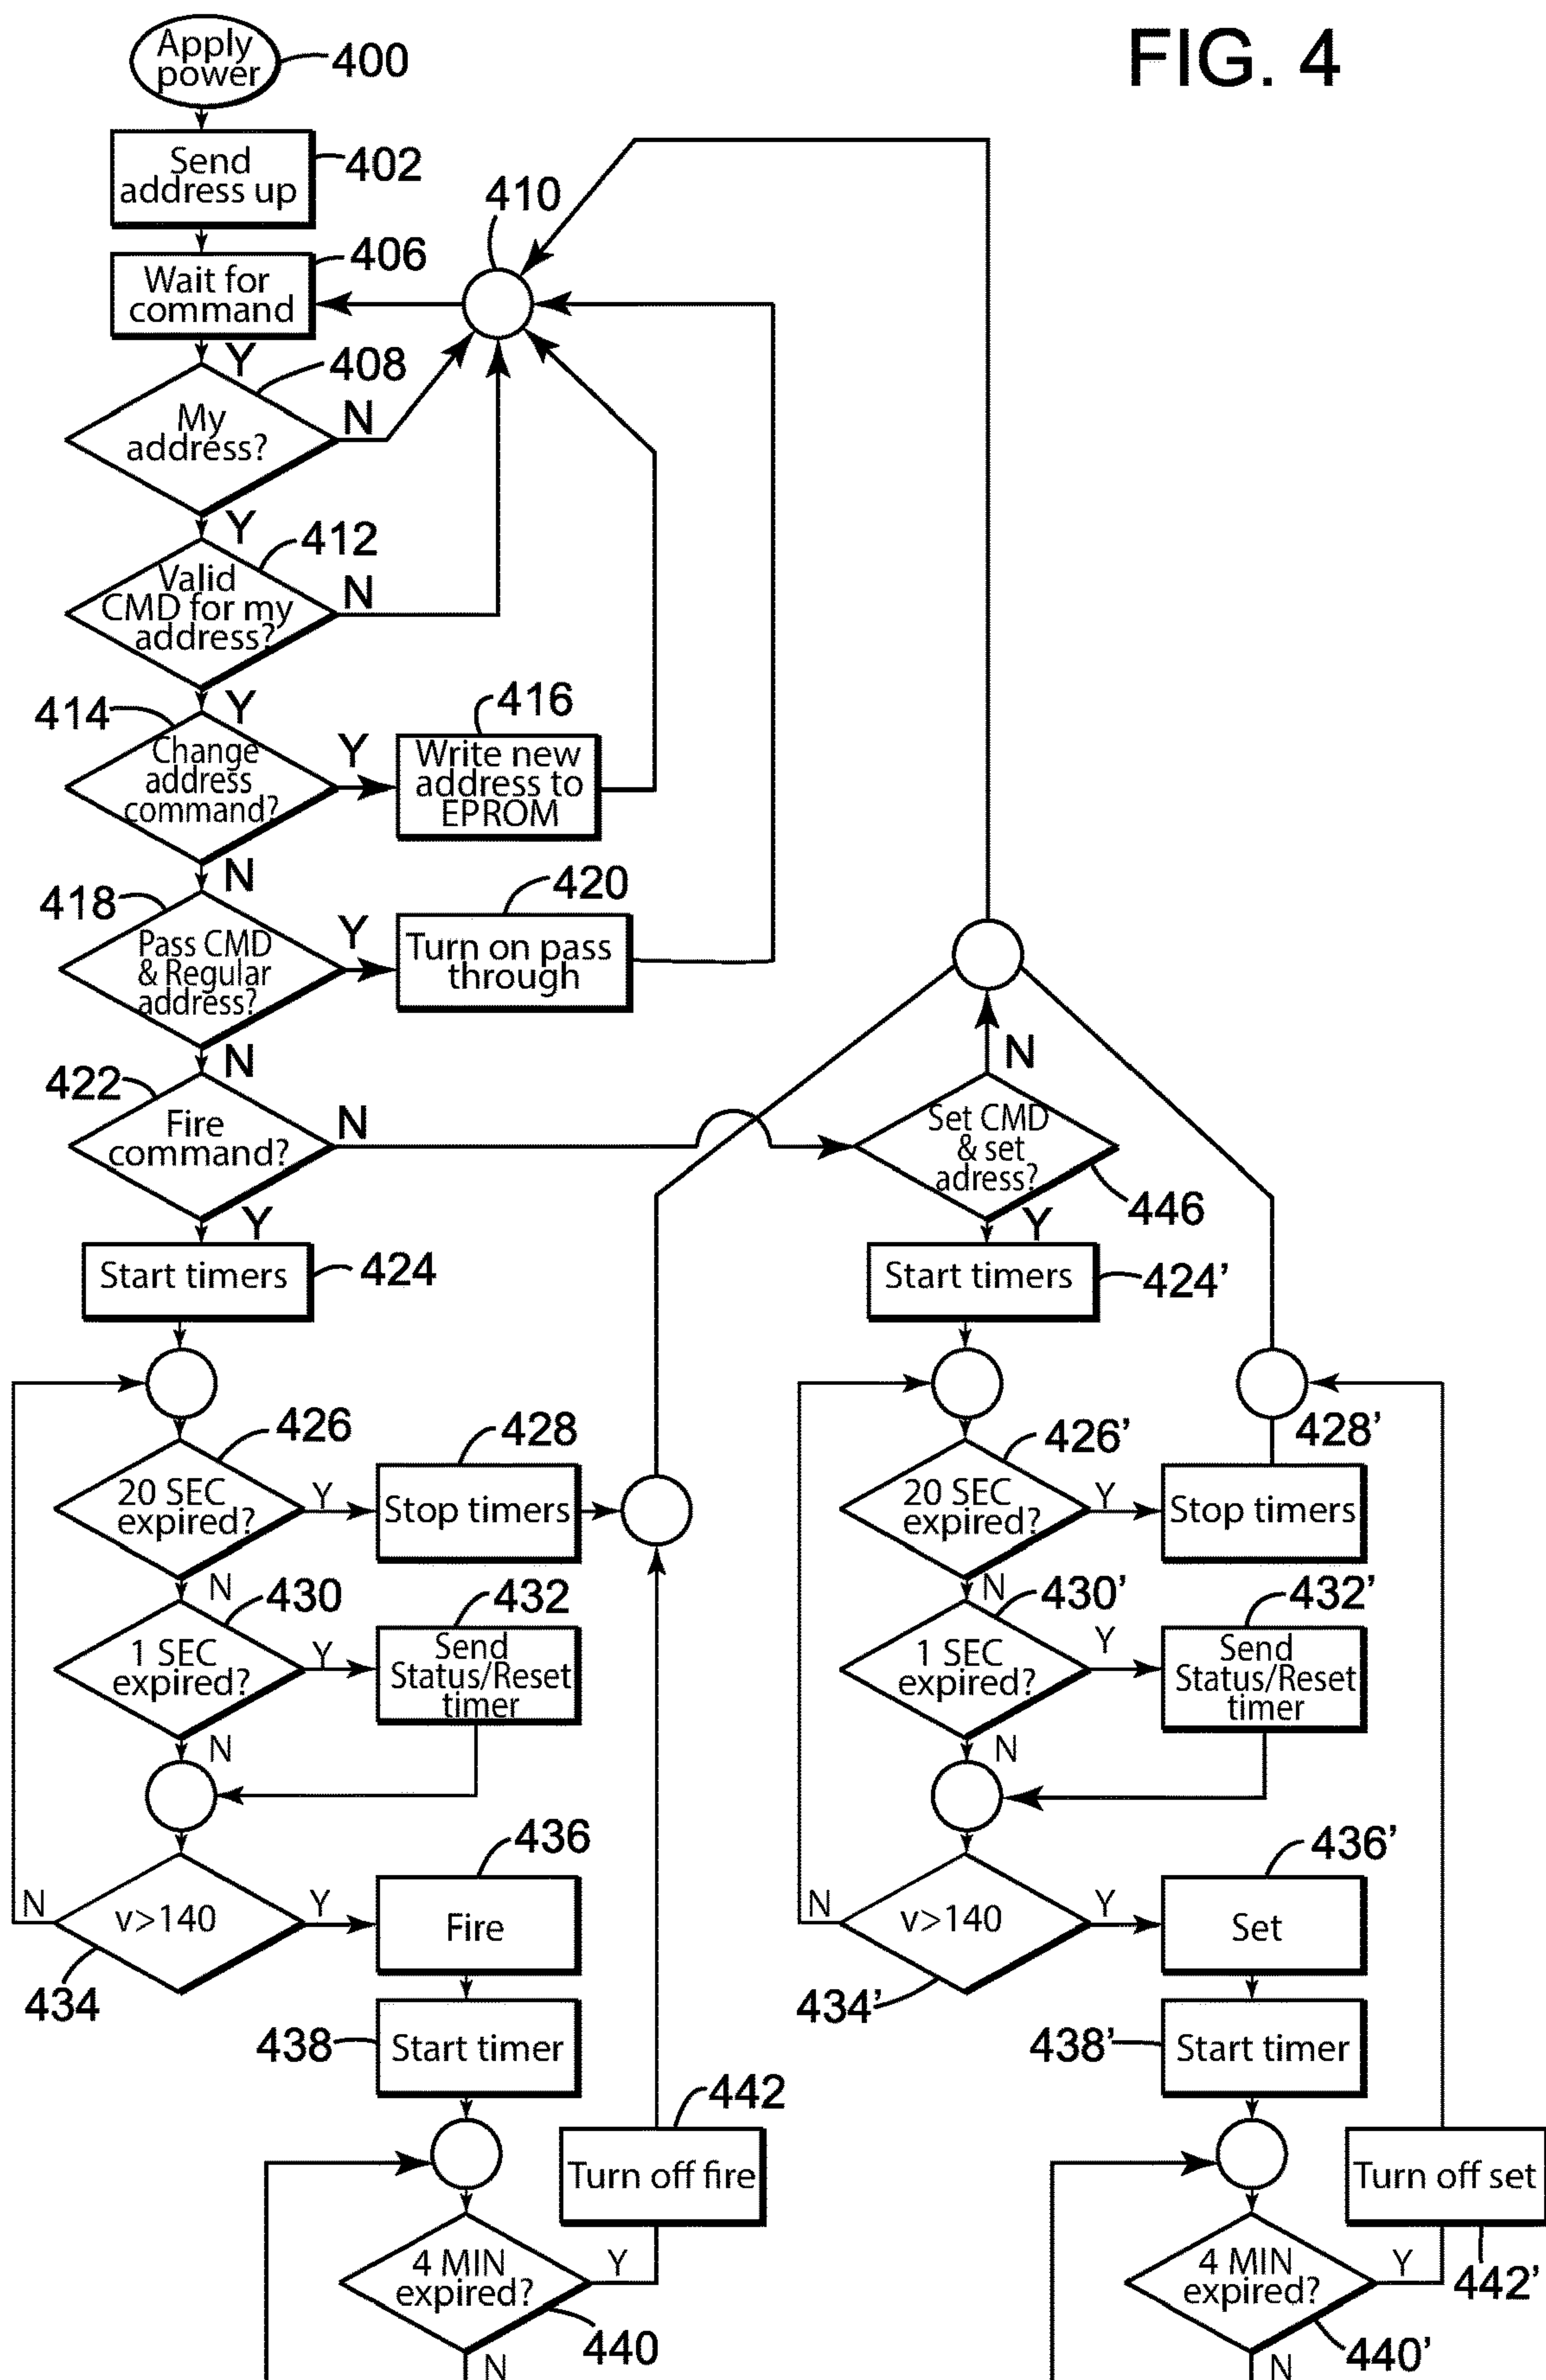 FIG. 4
Apply
power
400
Send
address up
402
410
Wait for
command
406
Y
My
address?
408
N
Y
Valid
CMD for my
address?
412
N
Y
414
Change
address
command?
Y
416
Write new
address to
EPROM
N
418
Pass CMD
& Regular
address?
Y
420
Turn on pass
through
N
422
Fire
command?
N
Set CMD
& set
adress?
N
446
Y
Start timers
424
Y
Start timers
424’
20 SEC
expired?
426
Y
428
Stop timers
20 SEC
expired?
426’
Y
428’
Stop timers
N
1 SEC
expired?
430
Y
432
Send
Status/Reset
timer
N
N
1 SEC
expired?
430’
Y
432’
Send
Status/Reset
timer
N
N
v>140
434
Y
436
Fire
N
v>140
434’
Y
436’
Set
438
Start timer
438’
Start timer
442
Turn off fire
Turn off set
442’
4 MIN
expired?
Y
440
N
4 MIN
expired?
Y
440’
N